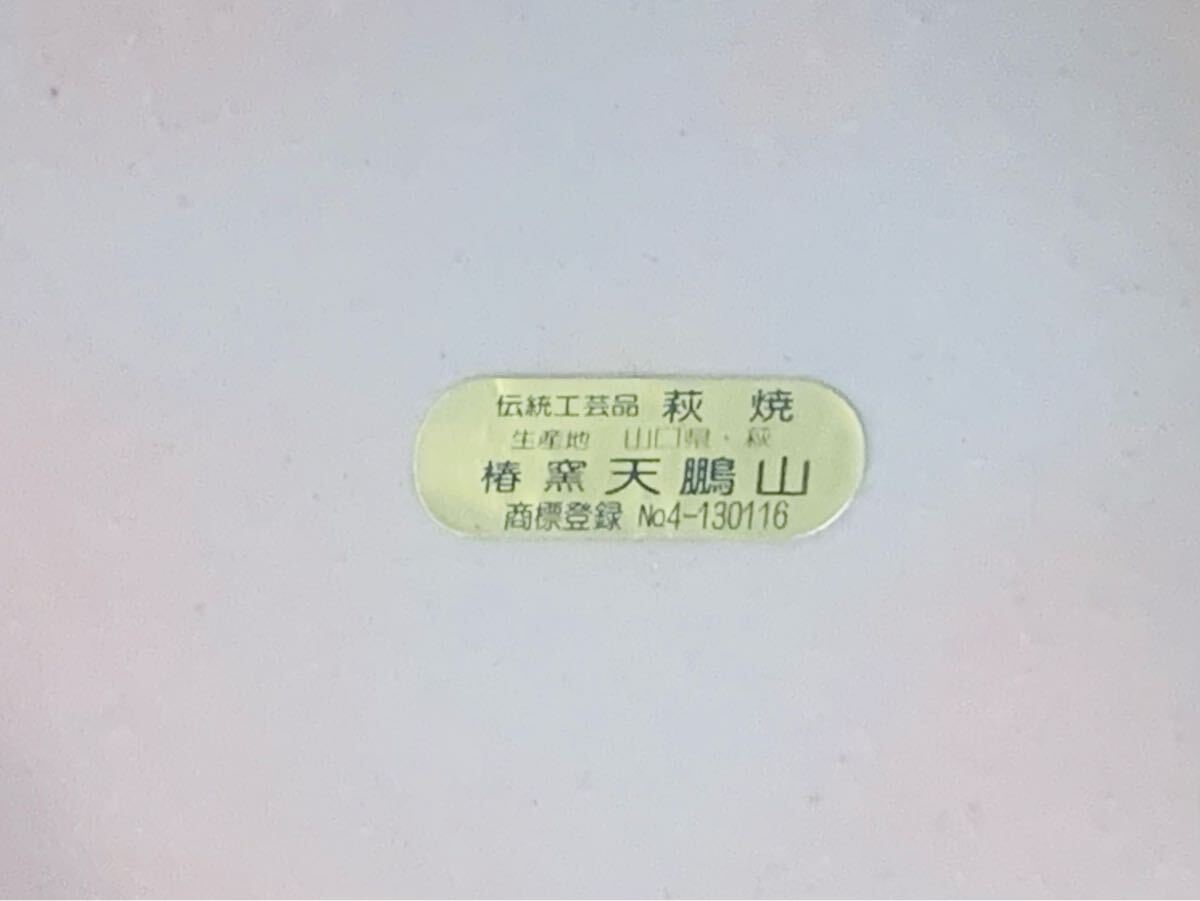 伝統工芸品 萩 焼
生産地 山口県・萩
椿 窯 天鵬山
商標登録 No4-130116